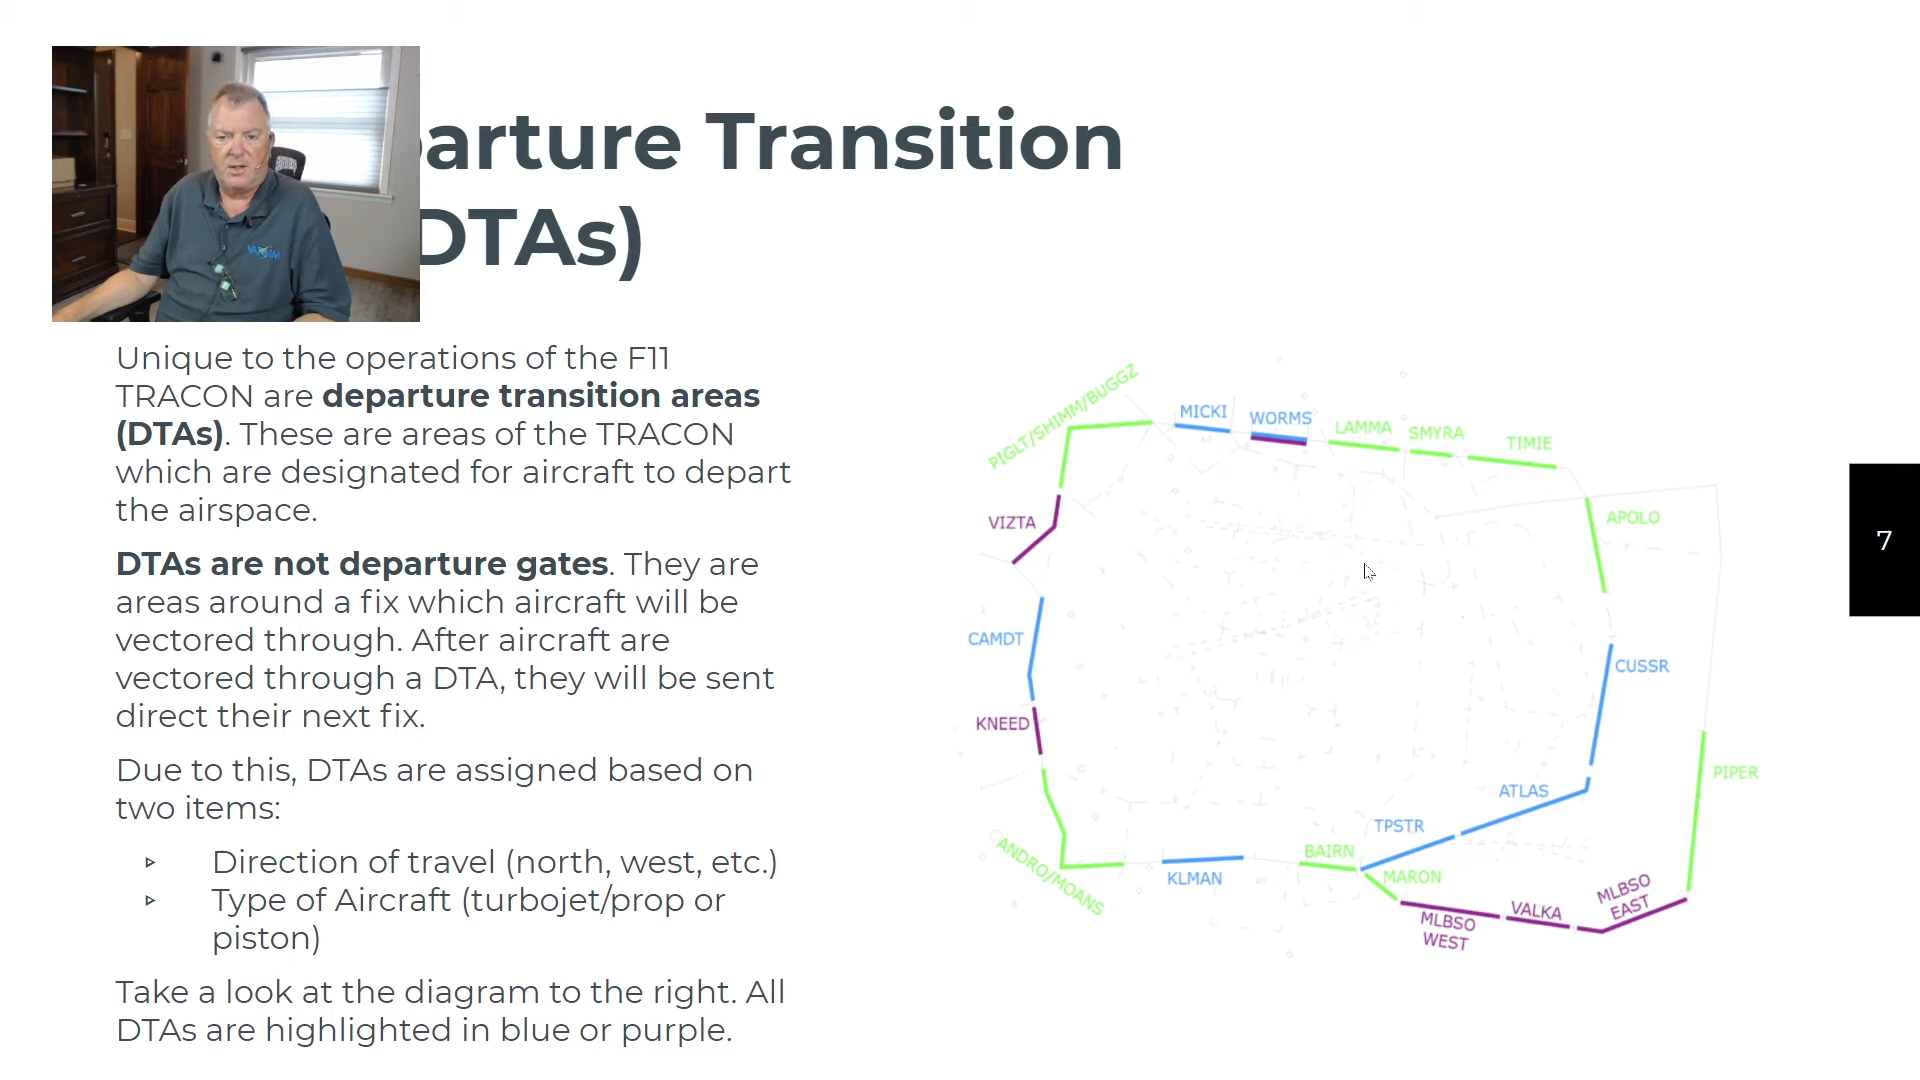 parture Transition
DTAs)
Unique to the operations of the F11
TRACON are departure transition areas
(DTAs). These are areas of the TRACON
which are designated for aircraft to depart
the airspace.
DTAs are not departure gates. They are
areas around a fix which aircraft will be
vectored through. After aircraft are
vectored through a DTA, they will be sent
direct their next fix.
Due to this, DTAs are assigned based on
two items:
Direction of travel (north, west, etc.)
Type of Aircraft (turbojet/prop or
piston)
Take a look at the diagram to the right. All
DTAs are highlighted in blue or purple.
PIGLT/SHIMM/BUGGZ
MICKI
WORMS
LAMMA
SMYRA
TIMIE
VIZTA
APOLO
CAMDT
CUSSR
KNEED
PIPER
ATLAS
TPSTR
BAIRN
MARON
KLMAN
CANDRO/MOANS
MLBSO
WEST
VALKA
MLBSO
EAST
7